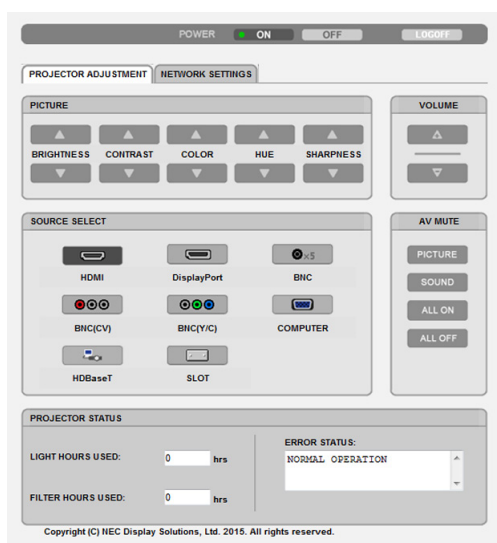 POWER ON OFF LOGOFF
PROJECTOR ADJUSTMENT NETWORK SETTINGS
PICTURE
BRIGHTNESS CONTRAST COLOR HUE SHARPNESS
VOLUME
SOURCE SELECT
HDMI DisplayPort ×5 BNC
BNC(CV) BNC(Y/C) COMPUTER
HDBaseT SLOT
AV MUTE
PICTURE
SOUND
ALL ON
ALL OFF
PROJECTOR STATUS
LIGHT HOURS USED: 0 hrs
FILTER HOURS USED: 0 hrs
ERROR STATUS:
NORMAL OPERATION
Copyright (C) NEC Display Solutions, Ltd. 2015. All rights reserved.